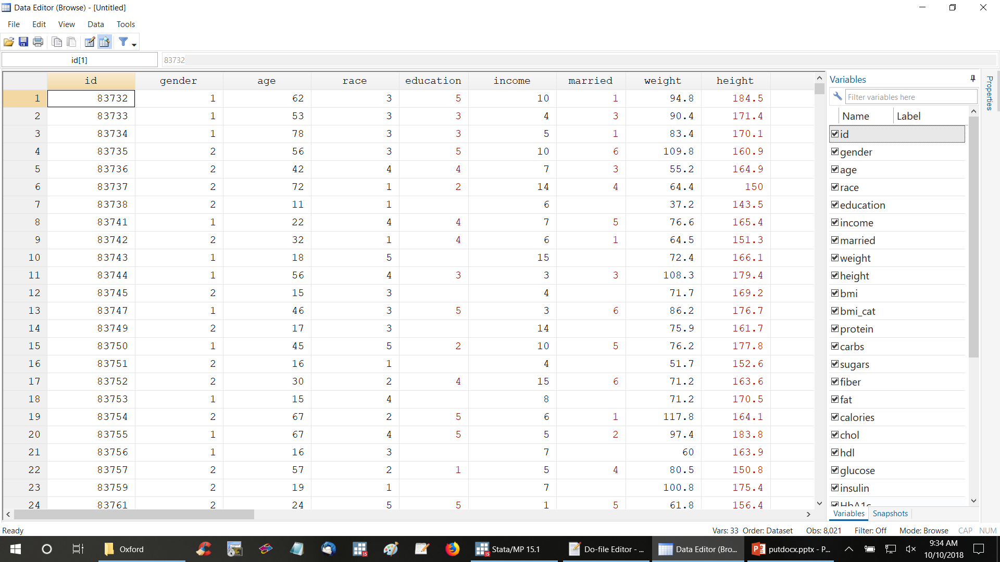 Data Editor (Browse) - [Untitled]
File Edit View Data Tools
id[1] 83732
id gender age race education income married weight height
1 83732 1 62 3 5 10 1 94.8 184.5
2 83733 1 53 3 3 4 3 90.4 171.4
3 83734 1 78 3 3 5 1 83.4 170.1
4 83735 2 56 3 5 10 6 109.8 160.9
5 83736 2 42 4 4 7 3 55.2 164.9
6 83737 2 72 1 2 14 4 64.4 150
7 83738 2 11 1 6 37.2 143.5
8 83741 1 22 4 4 7 5 76.6 165.4
9 83742 2 32 1 4 6 1 64.5 151.3
10 83743 1 18 5 15 72.4 166.1
11 83744 1 56 4 3 3 3 108.3 179.4
12 83745 2 15 3 4 71.7 169.2
13 83747 1 46 3 5 3 6 86.2 176.7
14 83749 2 17 3 14 75.9 161.7
15 83750 1 45 5 2 10 5 76.2 177.8
16 83751 2 16 1 4 51.7 152.6
17 83752 2 30 2 4 15 6 71.2 163.6
18 83753 1 15 4 8 71.2 170.5
19 83754 2 67 2 5 6 1 117.8 164.1
20 83755 1 67 4 5 5 2 97.4 183.8
21 83756 1 16 3 7 60 163.9
22 83757 2 57 2 1 5 4 80.5 150.8
23 83759 2 19 1 7 100.8 175.4
24 83761 2 24 5 5 1 5 61.8 156.4
Variables
Filter variables here
Name Label
id
gender
age
race
education
income
married
weight
height
bmi
bmi_cat
protein
carbs
sugars
fiber
fat
calories
chol
hdl
glucose
insulin
HbA1c
Variables Snapshots
Properties
Ready Vars: 33 Order: Dataset Obs: 8,021 Filter: Off Mode: Browse CAP NUM
Oxford 15 15 Stata/MP 15.1 Do-file Editor - ... Data Editor (Bro... putdocx.pptx - P... 9:34 AM
10/10/2018